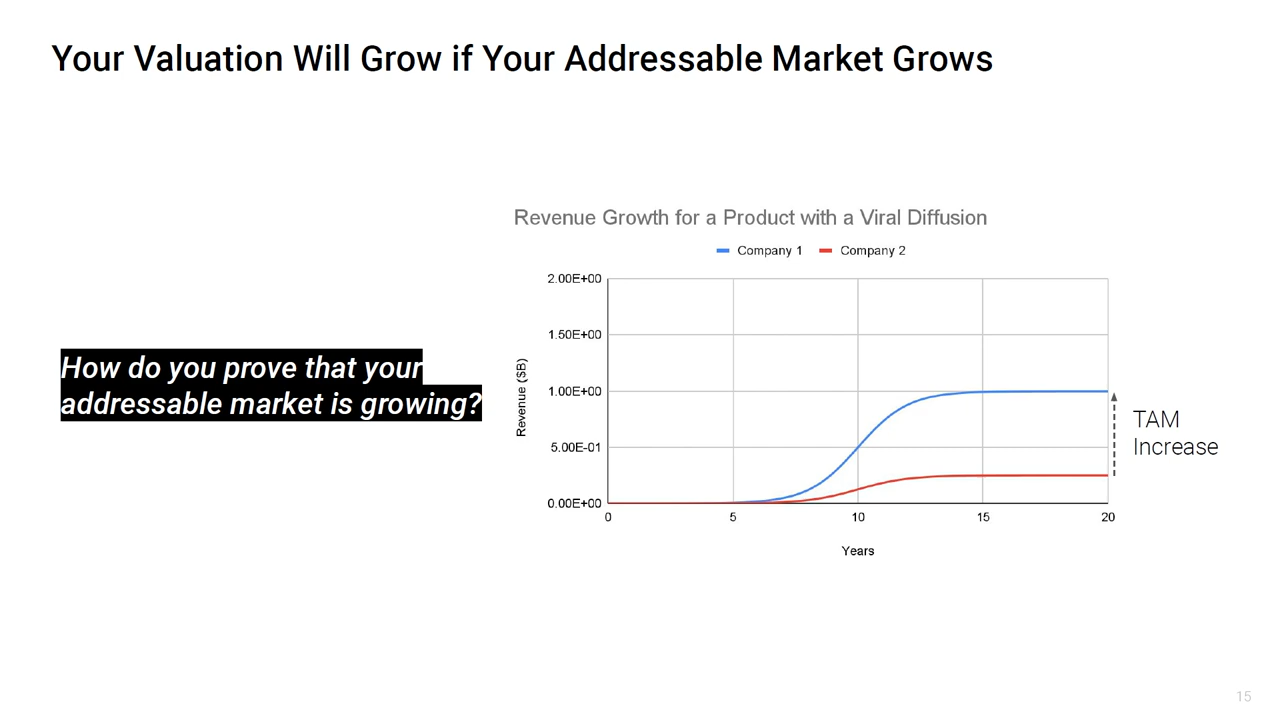 Your Valuation Will Grow if Your Addressable Market Grows
How do you prove that your
addressable market is growing?
Revenue Growth for a Product with a Viral Diffusion
Company 1 Company 2
2.00E+00
1.50E+00
1.00E+00
5.00E-01
0.00E+00
Revenue ($B)
0 5 10 15 20
Years
TAM
Increase
15